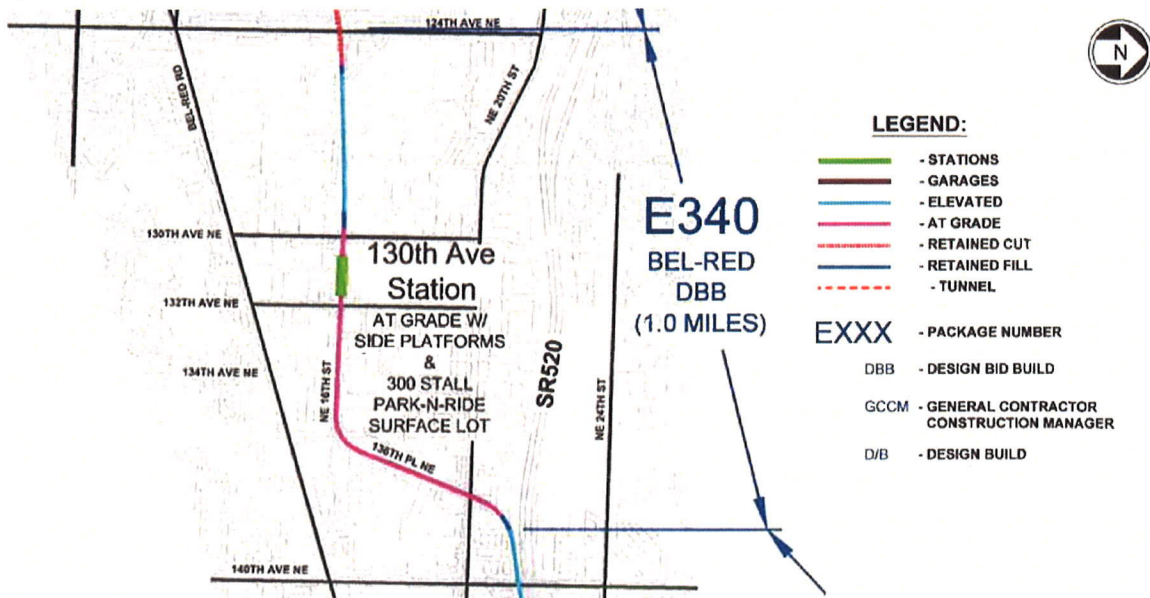 124TH AVE NE
N
BEL-RED RD
NE 20TH ST
130TH AVE NE
130th Ave
Station
132TH AVE NE
AT GRADE W/
SIDE PLATFORMS
&
300 STALL
PARK-N-RIDE
SURFACE LOT
134TH AVE NE
NE 16TH ST
136TH PL NE
SR520
NE 24TH ST
140TH AVE NE
E340
BEL-RED
DBB
(1.0 MILES)
LEGEND:
- STATIONS
- GARAGES
- ELEVATED
- AT GRADE
- RETAINED CUT
- RETAINED FILL
- TUNNEL
EXXX - PACKAGE NUMBER
DBB - DESIGN BID BUILD
GCCM - GENERAL CONTRACTOR
CONSTRUCTION MANAGER
D/B - DESIGN BUILD